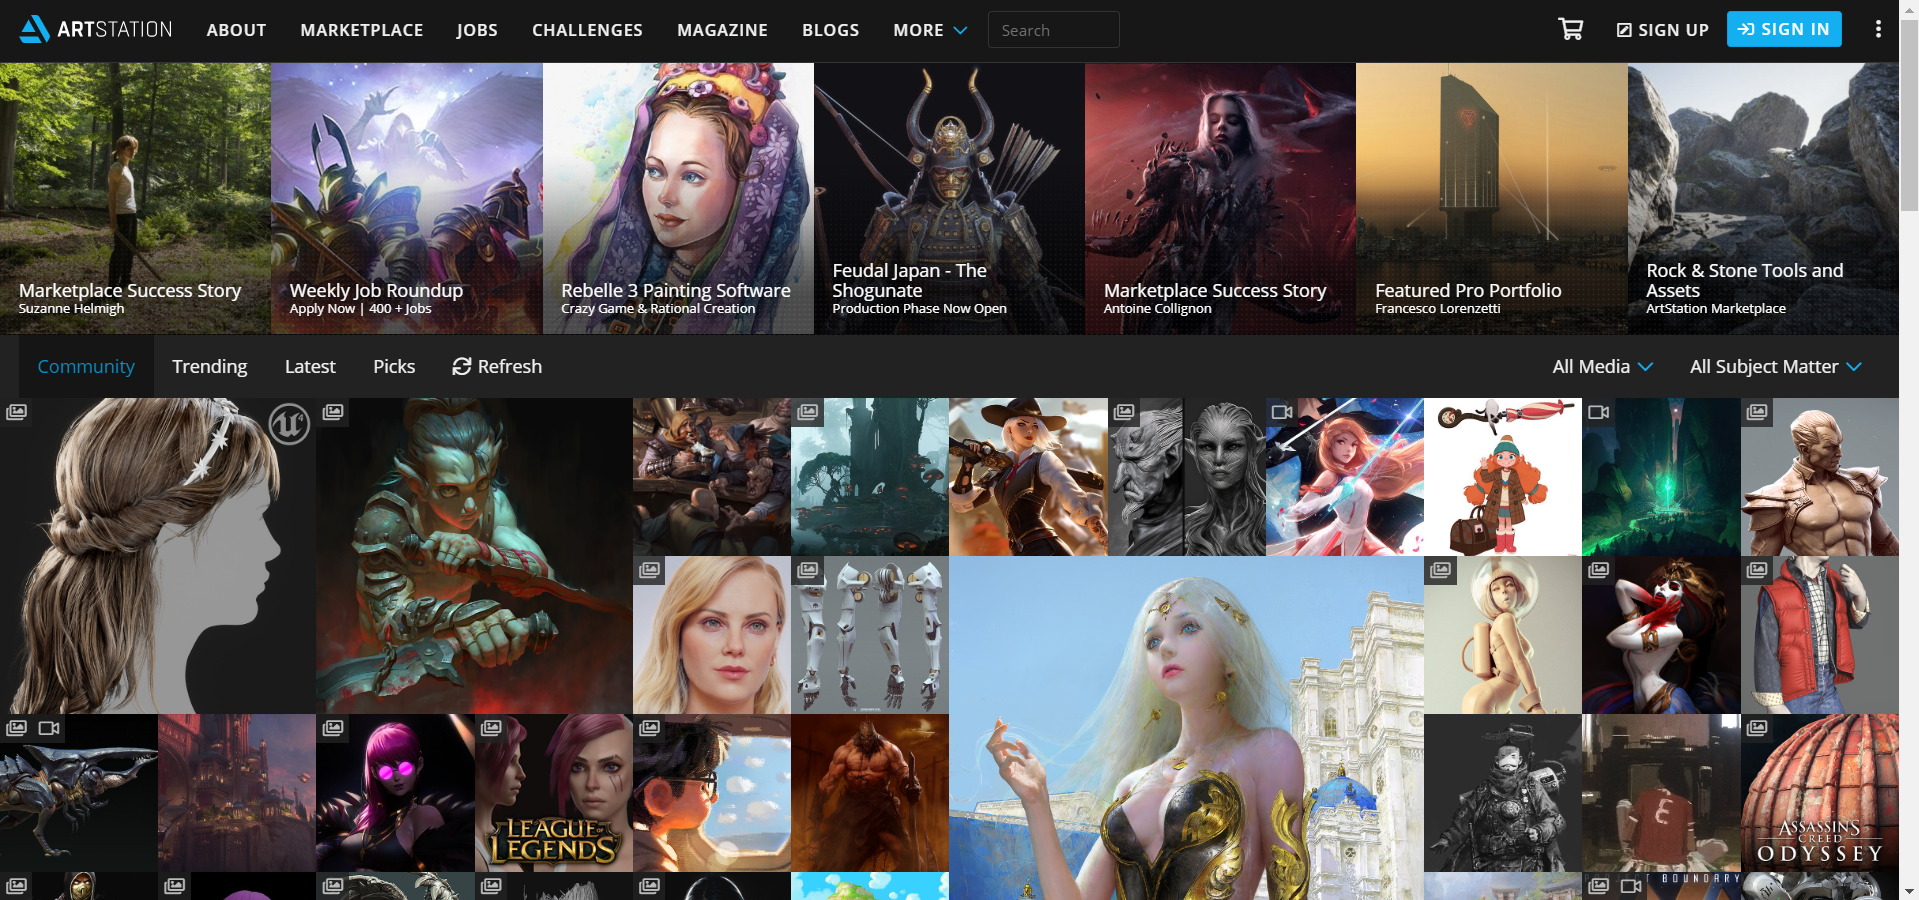 ARTSTATION ABOUT MARKETPLACE JOBS CHALLENGES MAGAZINE BLOGS MORE Search SIGN UP SIGN IN
Marketplace Success Story
Suzanne Helmigh
Weekly Job Roundup
Apply Now | 400 + Jobs
Rebelle 3 Painting Software
Crazy Game & Rational Creation
Feudal Japan - The
Shogunate
Production Phase Now Open
Marketplace Success Story
Antoine Collignon
Featured Pro Portfolio
Francesco Lorenzetti
Rock & Stone Tools and
Assets
ArtStation Marketplace
Community Trending Latest Picks Refresh All Media All Subject Matter
LEAGUE OF
LEGENDS
E
ASSASSIN'S
CREED
ODYSSEY
BOUNDARY